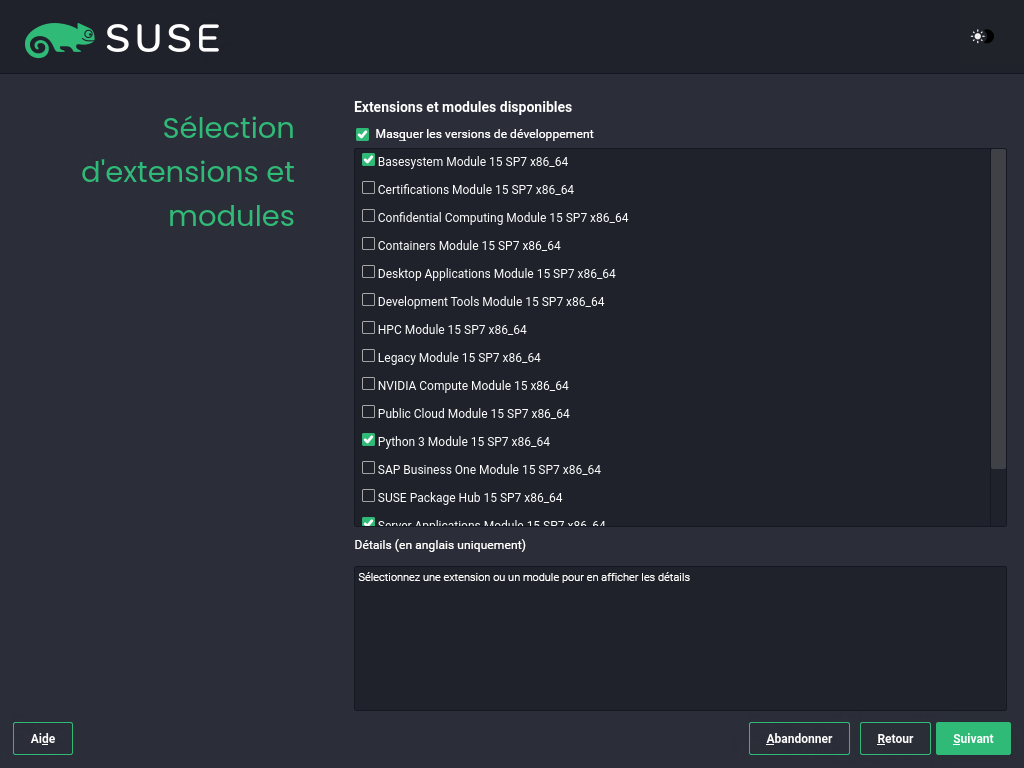 SUSE
Sélection
d'extensions et
modules
Extensions et modules disponibles
Masquer les versions de développement
Basesystem Module 15 SP7 x86_64
Certifications Module 15 SP7 x86_64
Confidential Computing Module 15 SP7 x86_64
Containers Module 15 SP7 x86_64
Desktop Applications Module 15 SP7 x86_64
Development Tools Module 15 SP7 x86_64
HPC Module 15 SP7 x86_64
Legacy Module 15 SP7 x86_64
NVIDIA Compute Module 15 x86_64
Public Cloud Module 15 SP7 x86_64
Python 3 Module 15 SP7 x86_64
SAP Business One Module 15 SP7 x86_64
SUSE Package Hub 15 SP7 x86_64
Server Applications Module 15 SP7 x86_64
Détails (en anglais uniquement)
Sélectionnez une extension ou un module pour en afficher les détails
Aide
Abandonner
Retour
Suivant